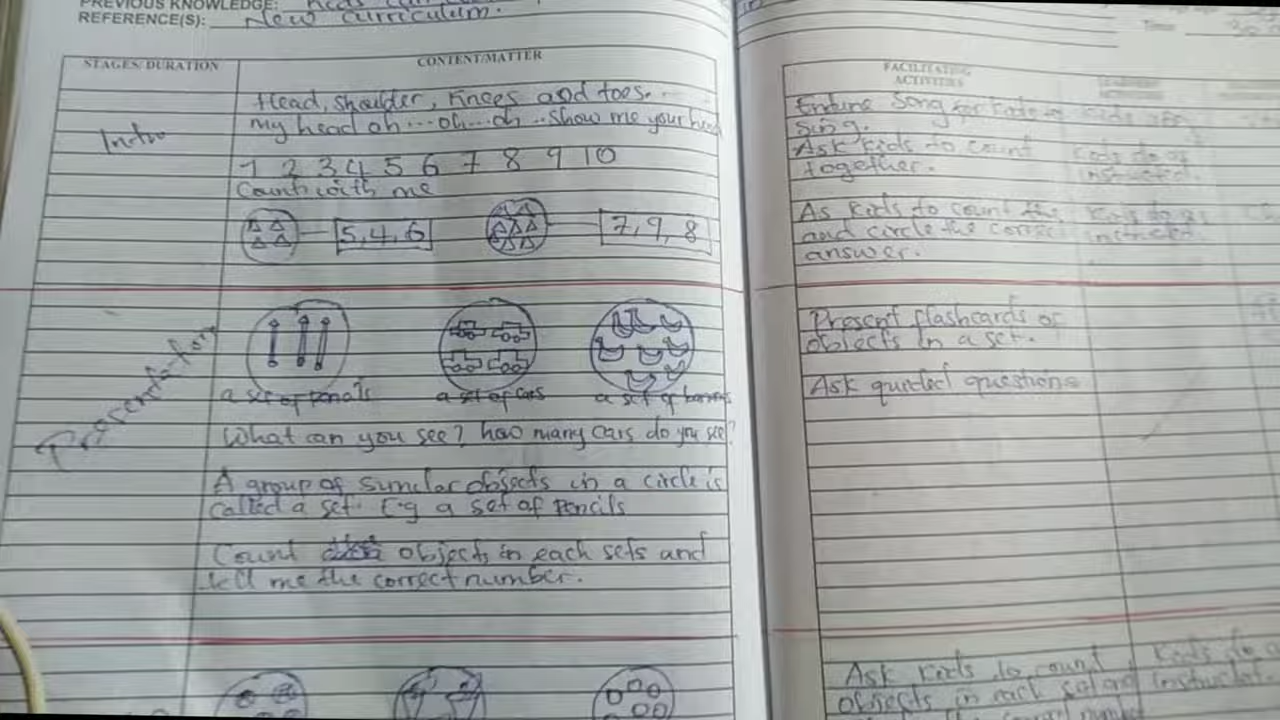 PREVIOUS KNOWLEDGE: Kids can
REFERENCE(S): New curriculum.
STAGES/DURATION
CONTENT/MATTER
Intro
Head, shoulder, knees and toes.
my head oh...oh...oh..show me your head
1 2 3 4 5 6 7 8 9 10
Count with me
5,4,6
7,9,8
Presentation
a set of pencils
a set of cars
a set of
What can you see? how many cars do you see?
A group of sumilar objects in a circle is
called a set. E.g a set of pencils
Count objects in each sets and
tell me the correct number.
Time
FACILITATING
ACTIVITIES
song for kids to
sing.
Ask kids to count
together.
Kids do as
instructed.
As kids to count the
and circle the correct
answer.
Kids do as
instructed.
Present flashcards of
objects in a set.
Ask guided questions
Ask kids to count
objects in each set and
number
Kids do as
instructed.